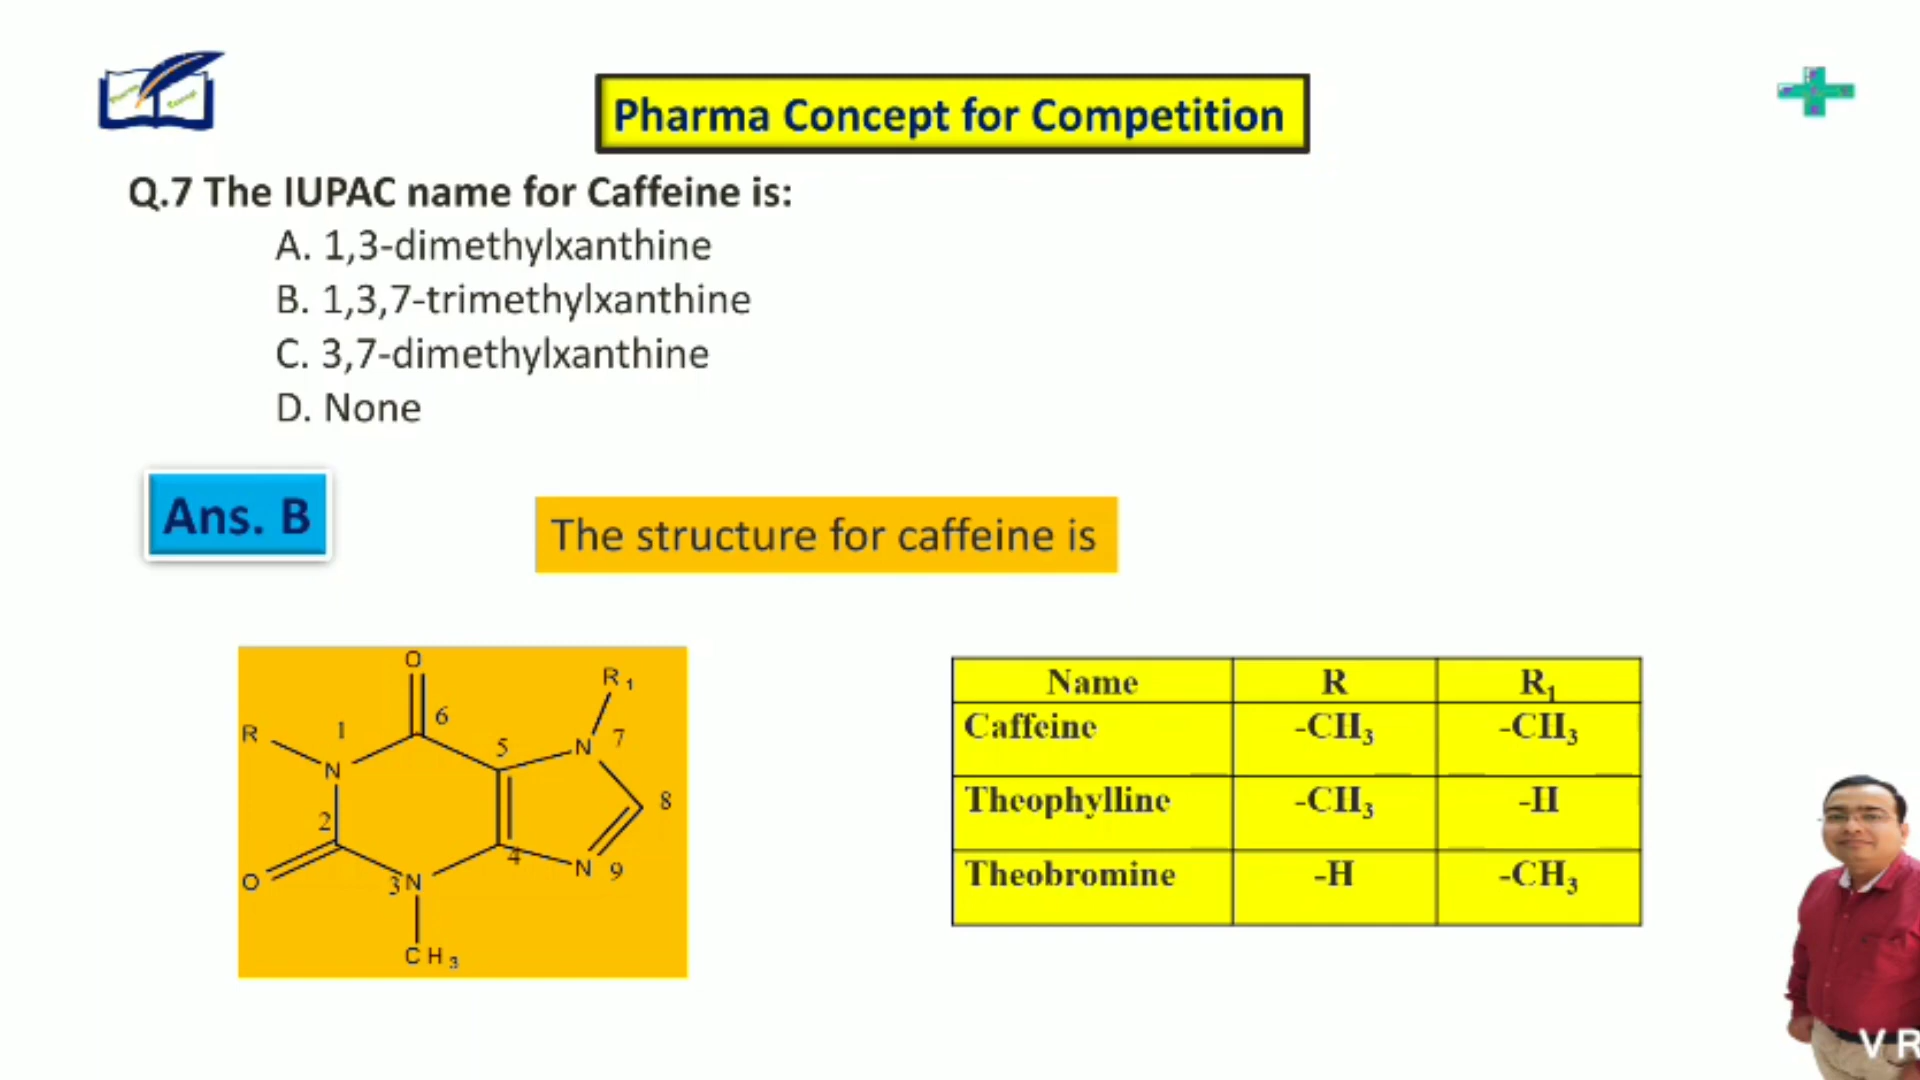 Pharma Concept for Competition
Q.7 The IUPAC name for Caffeine is:
A. 1,3-dimethylxanthine
B. 1,3,7-trimethylxanthine
C. 3,7-dimethylxanthine
D. None
Ans. B
The structure for caffeine is
O
R1
R 1 6
5 N 7
N
8
2
4 N 9
O 3 N
CH3
Name R R1
Caffeine -CH3 -CH3
Theophylline -CH3 -H
Theobromine -H -CH3
V R